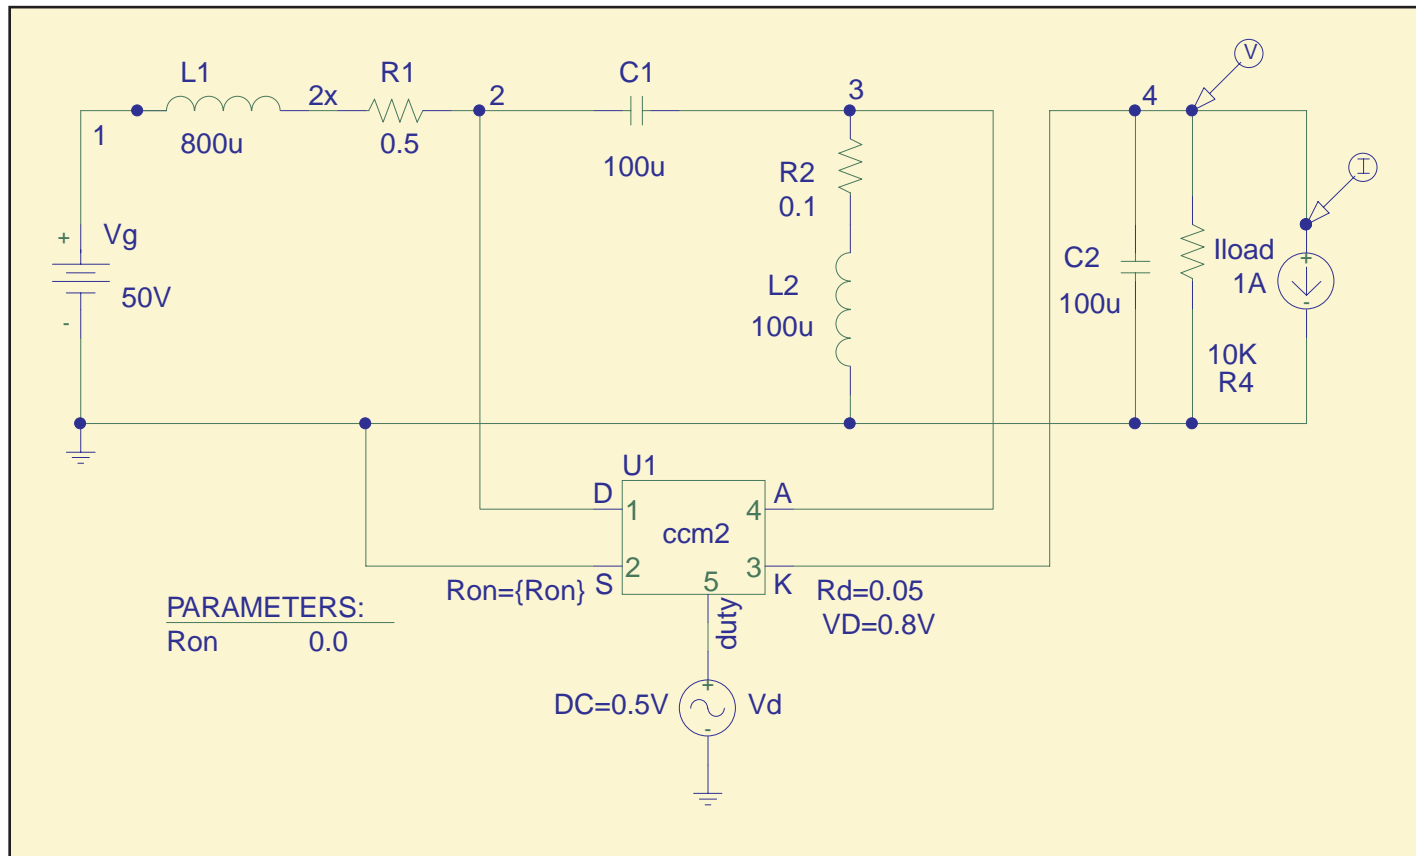 L1
2x
R1
2
C1
3
4
V
1
800u
0.5
100u
R2
0.1
I
+
Vg
50V
-
L2
100u
C2
100u
Iload
1A
+
-
10K
R4
U1
D
1
4
A
ccm2
Ron={Ron}
S
2
5
3
K
Rd=0.05
VD=0.8V
duty
PARAMETERS:
Ron 0.0
DC=0.5V
+
-
Vd